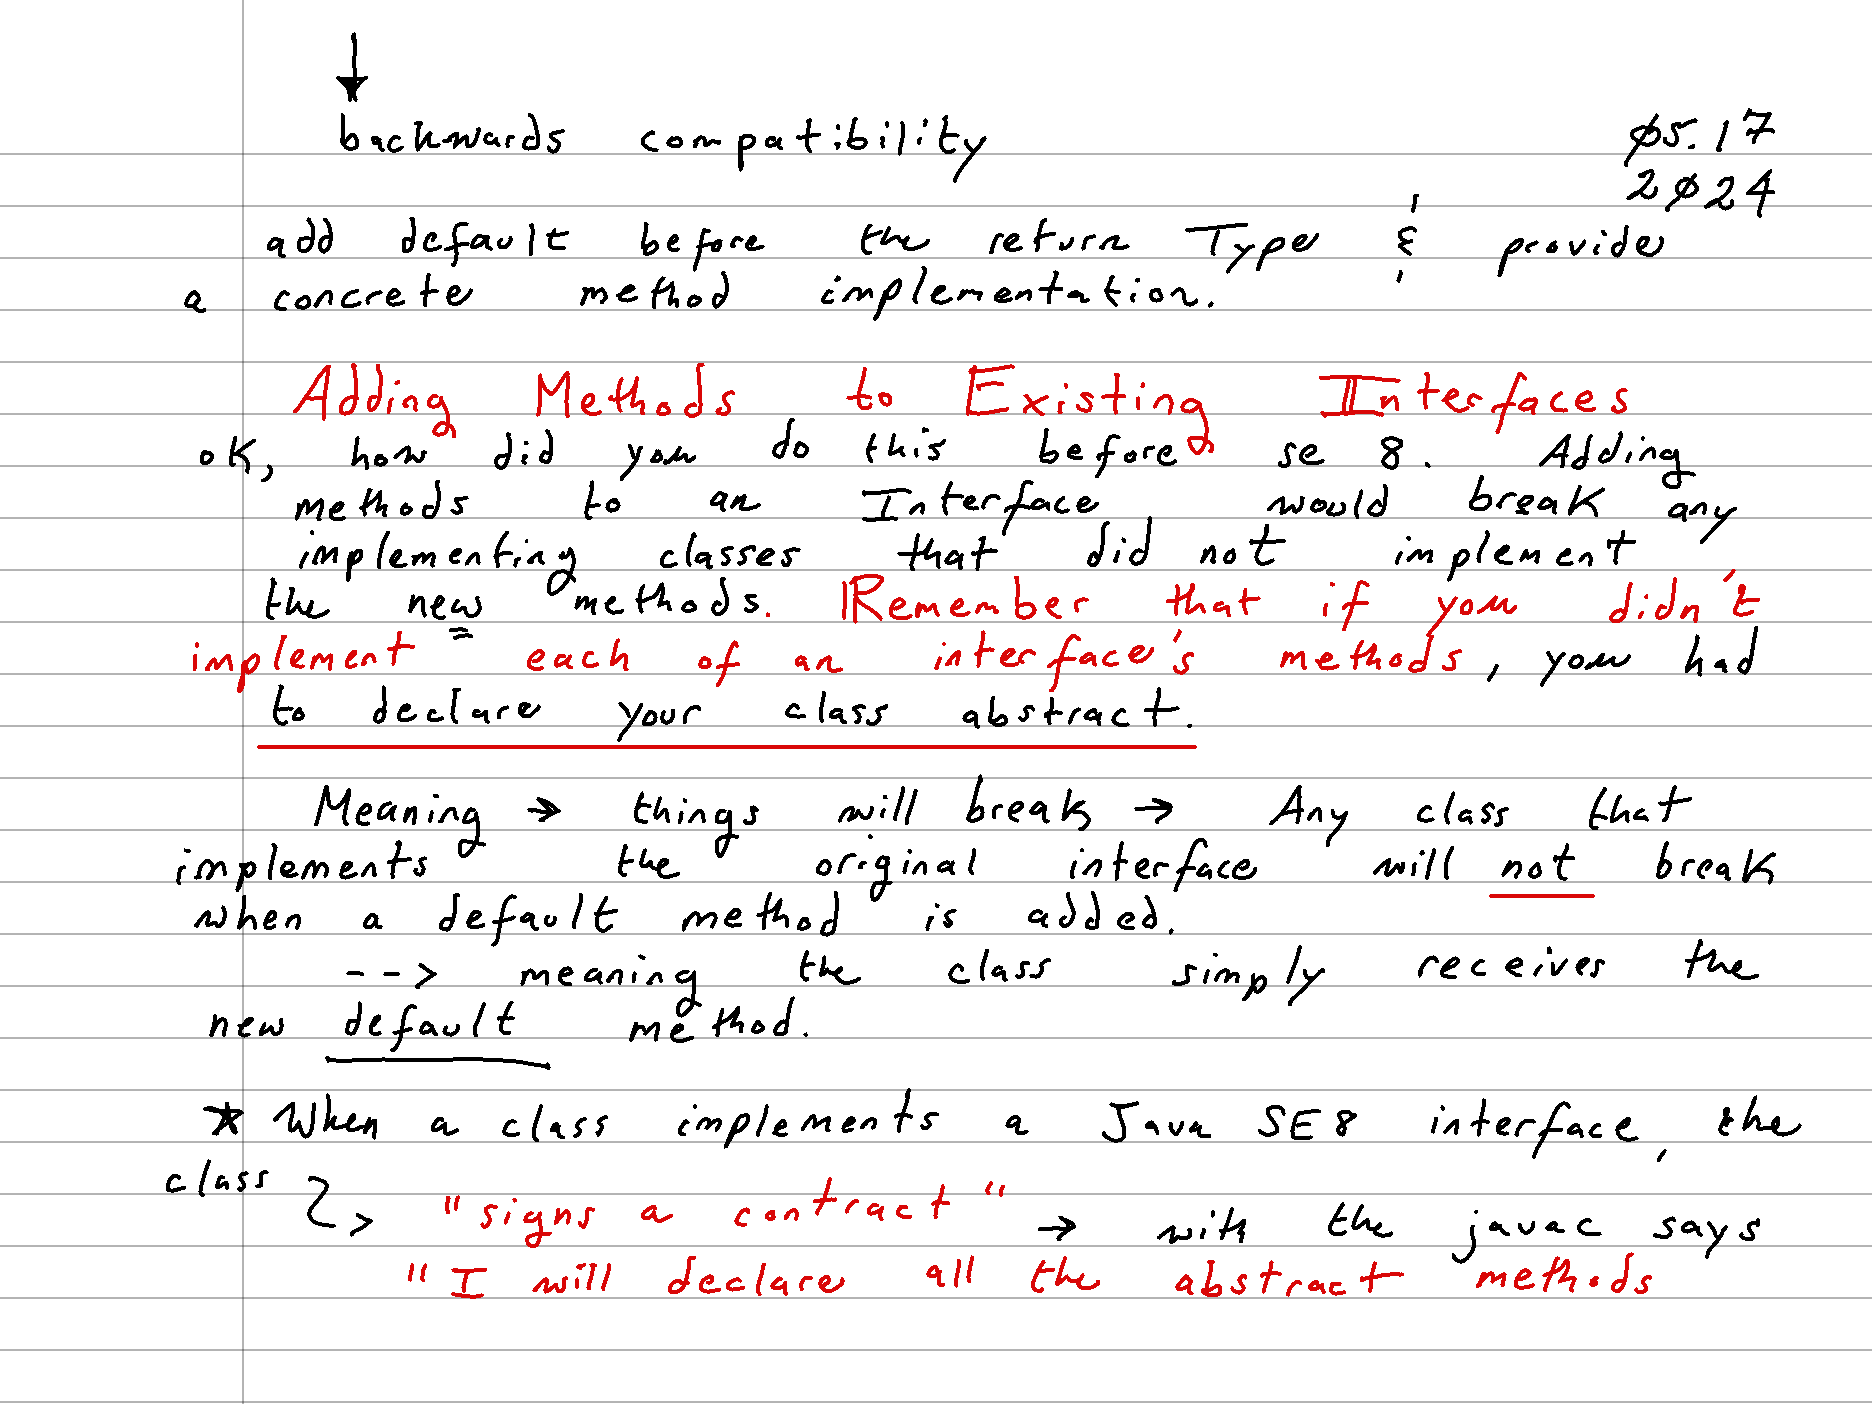 ↓
backwards compatibility
05.17
2024
add default before the return Type & provide
a concrete method implementation.
Adding Methods to Existing Interfaces
ok, how did you do this before se 8. Adding
methods to an Interface would break any
implementing classes that did not implement
the new methods. Remember that if you didn't
implement each of an interface's methods, you had
to declare your class abstract.
Meaning → things will break → Any class that
implements the original interface will not break
when a default method is added.
--> meaning the class simply receives the
new default method.
* When a class implements a Java SE8 interface, the
class
↳ "signs a contract" → with the javac says
"I will declare all the abstract methods